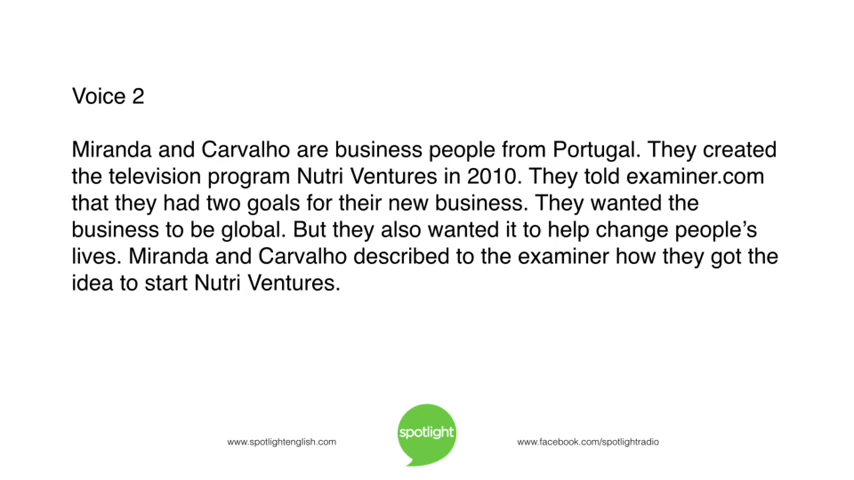 Voice 2
Miranda and Carvalho are business people from Portugal. They created
the television program Nutri Ventures in 2010. They told examiner.com
that they had two goals for their new business. They wanted the
business to be global. But they also wanted it to help change people’s
lives. Miranda and Carvalho described to the examiner how they got the
idea to start Nutri Ventures.
spotlight
www.spotlightenglish.com
www.facebook.com/spotlightradio